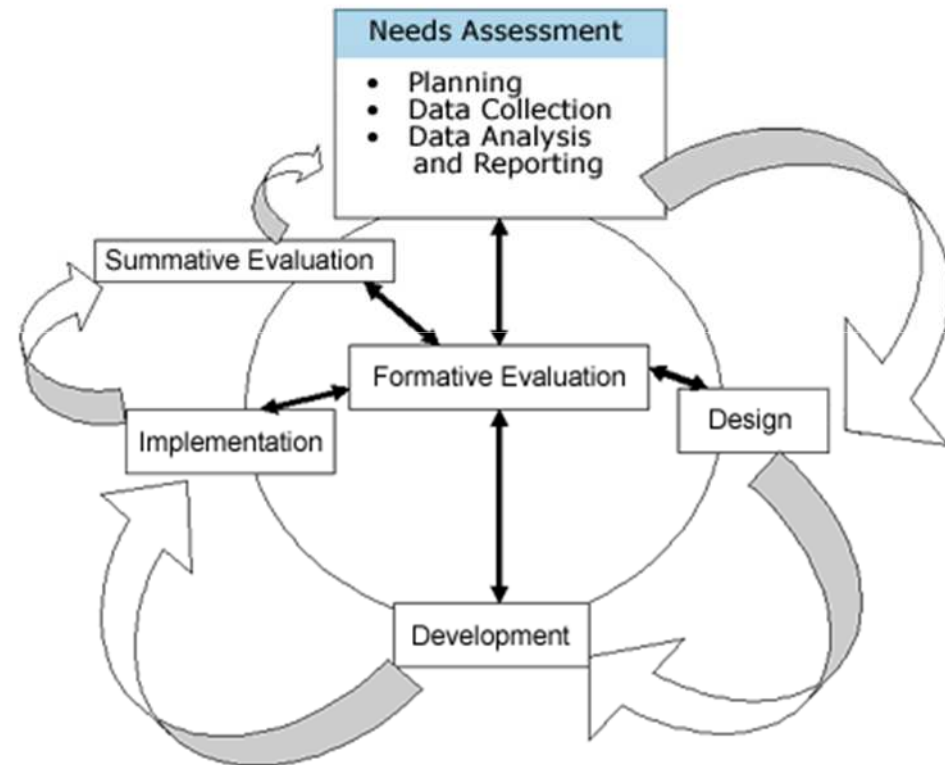 Needs Assessment
• Planning
• Data Collection
• Data Analysis
and Reporting
Summative Evaluation
Formative Evaluation
Design
Implementation
Development